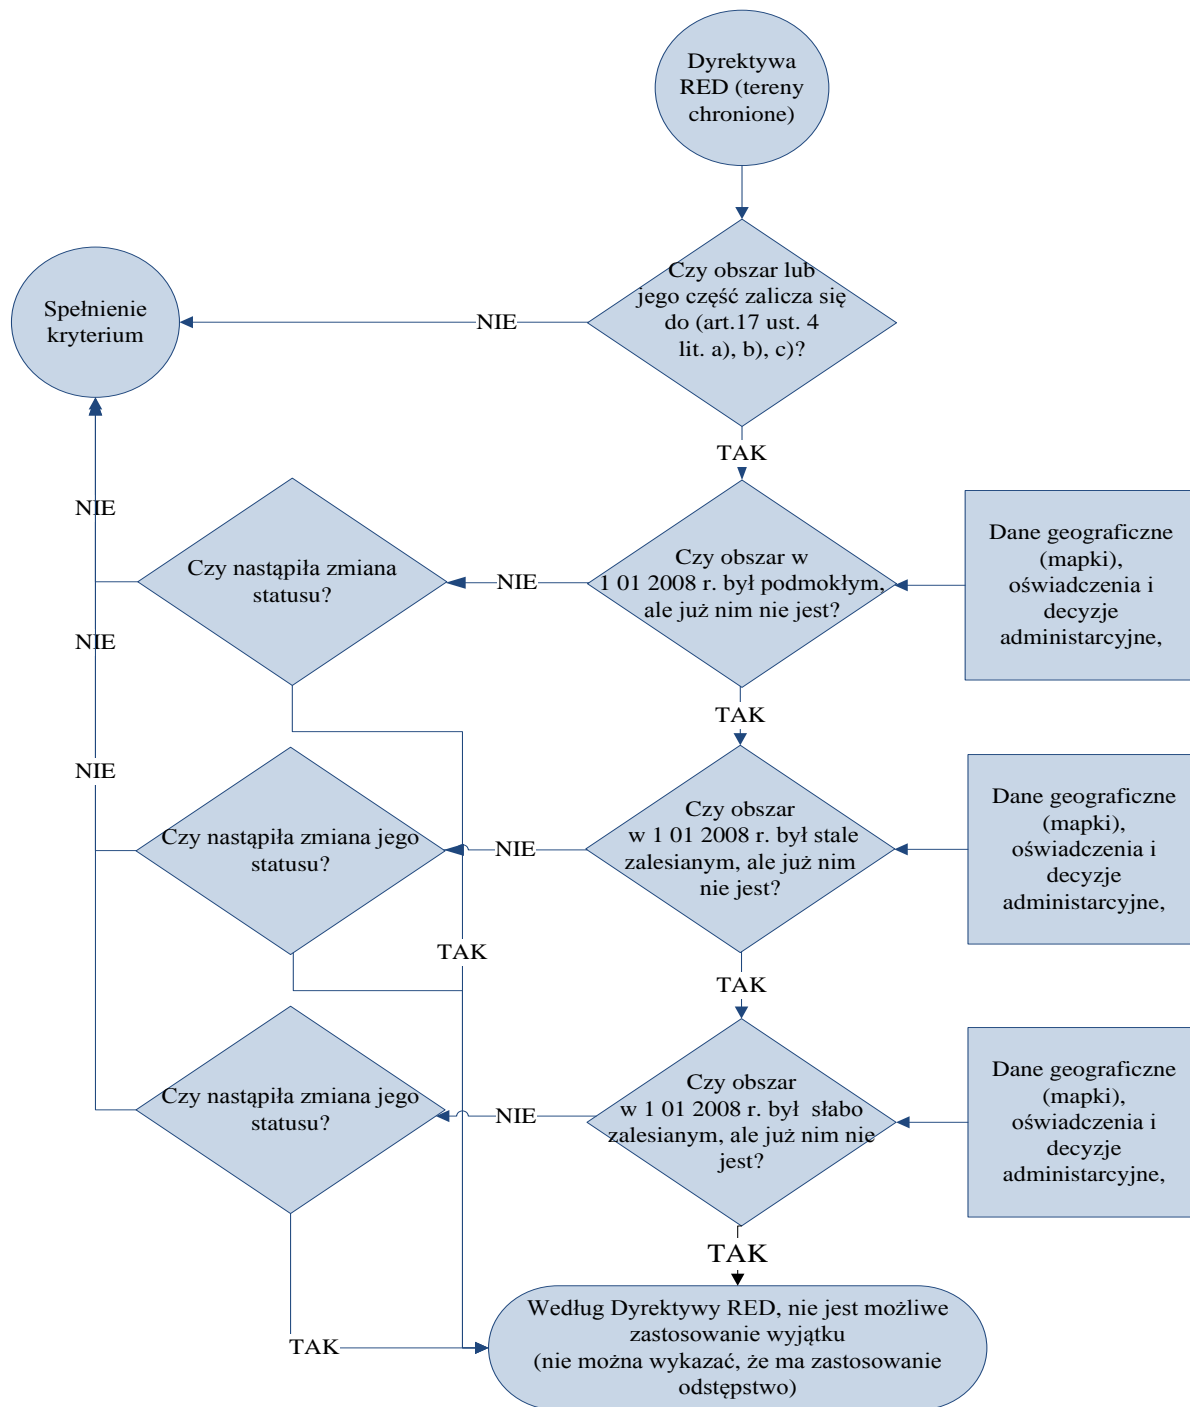 Dyrektywa
RED (tereny
chronione)
Czy obszar lub
jego część zalicza się
do (art.17 ust. 4
lit. a), b), c)?
NIE
Spełnienie
kryterium
TAK
Czy obszar w
1 01 2008 r. był podmokłym,
ale już nim nie jest?
Dane geograficzne
(mapki),
oświadczenia i
decyzje
administarcyjne,
NIE
Czy nastąpiła zmiana
statusu?
NIE
TAK
Czy obszar
w 1 01 2008 r. był stale
zalesianym, ale już nim
nie jest?
Dane geograficzne
(mapki),
oświadczenia i
decyzje
administarcyjne,
NIE
Czy nastąpiła zmiana jego
statusu?
NIE
TAK
TAK
Czy obszar
w 1 01 2008 r. był  słabo
zalesianym, ale już nim nie
jest?
Dane geograficzne
(mapki),
oświadczenia i
decyzje
administarcyjne,
NIE
Czy nastąpiła zmiana jego
statusu?
NIE
TAK
TAK
Według Dyrektywy RED, nie jest możliwe
zastosowanie wyjątku
(nie można wykazać, że ma zastosowanie
odstępstwo)